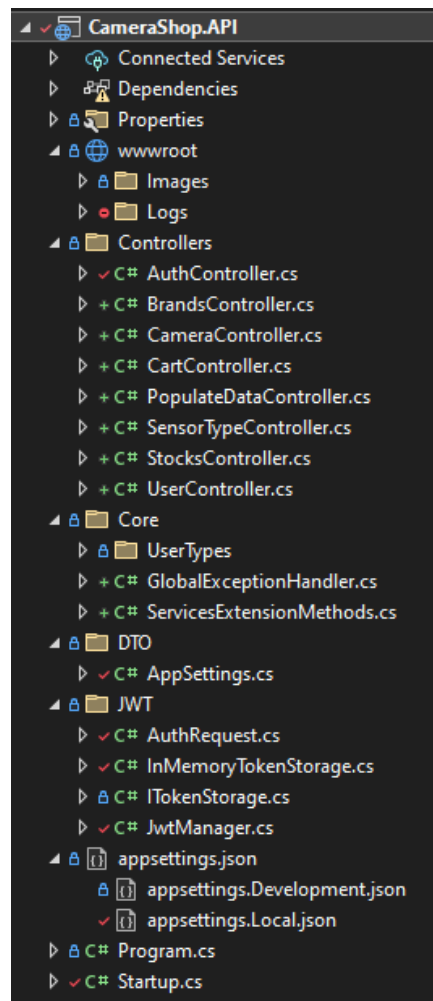 CameraShop.API
Connected Services
Dependencies
Properties
wwwroot
Images
Logs
Controllers
C# AuthController.cs
+ C# BrandsController.cs
+ C# CameraController.cs
+ C# CartController.cs
+ C# PopulateDataController.cs
+ C# SensorTypeController.cs
+ C# StocksController.cs
+ C# UserController.cs
Core
UserTypes
+ C# GlobalExceptionHandler.cs
+ C# ServicesExtensionMethods.cs
DTO
C# AppSettings.cs
JWT
C# AuthRequest.cs
C# InMemoryTokenStorage.cs
C# ITokenStorage.cs
C# JwtManager.cs
appsettings.json
appsettings.Development.json
appsettings.Local.json
C# Program.cs
C# Startup.cs